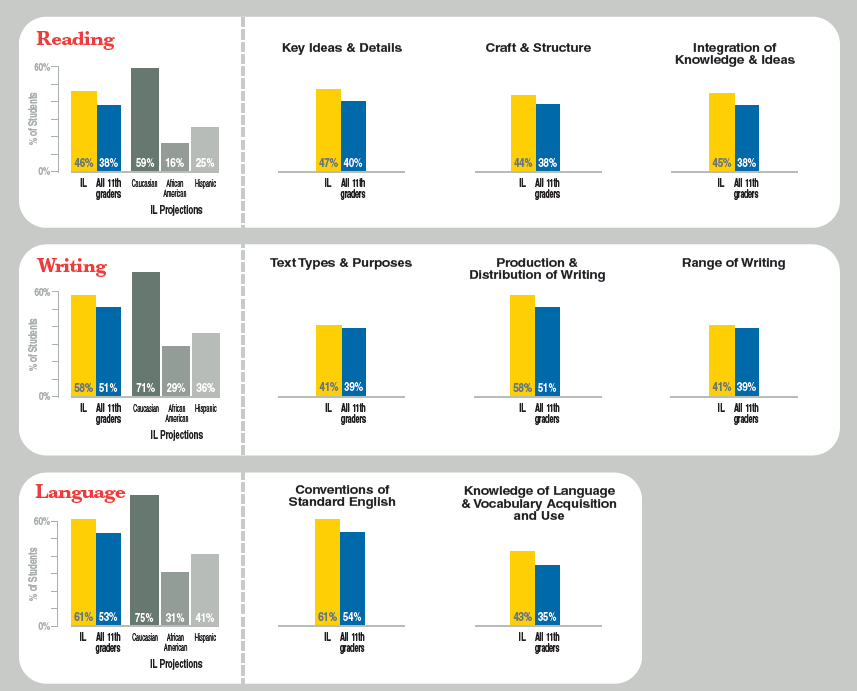 Reading
60%
% of Students
0%
46% 38% 59% 16% 25%
IL All 11th graders Caucasian African American Hispanic
IL Projections
Key Ideas & Details
47% 40%
IL All 11th graders
Craft & Structure
44% 38%
IL All 11th graders
Integration of
Knowledge & Ideas
45% 38%
IL All 11th graders
Writing
60%
% of Students
0%
58% 51% 71% 29% 36%
IL All 11th graders Caucasian African American Hispanic
IL Projections
Text Types & Purposes
41% 39%
IL All 11th graders
Production &
Distribution of Writing
58% 51%
IL All 11th graders
Range of Writing
41% 39%
IL All 11th graders
Language
60%
% of Students
0%
61% 53% 75% 31% 41%
IL All 11th graders Caucasian African American Hispanic
IL Projections
Conventions of
Standard English
61% 54%
IL All 11th graders
Knowledge of Language
& Vocabulary Acquisition
and Use
43% 35%
IL All 11th graders